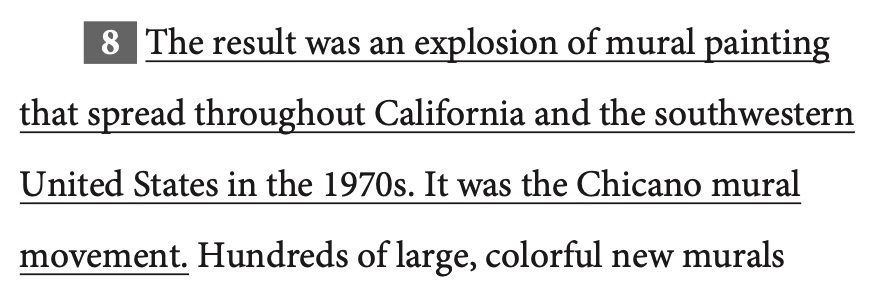 8 The result was an explosion of mural painting
that spread throughout California and the southwestern
United States in the 1970s. It was the Chicano mural
movement. Hundreds of large, colorful new murals